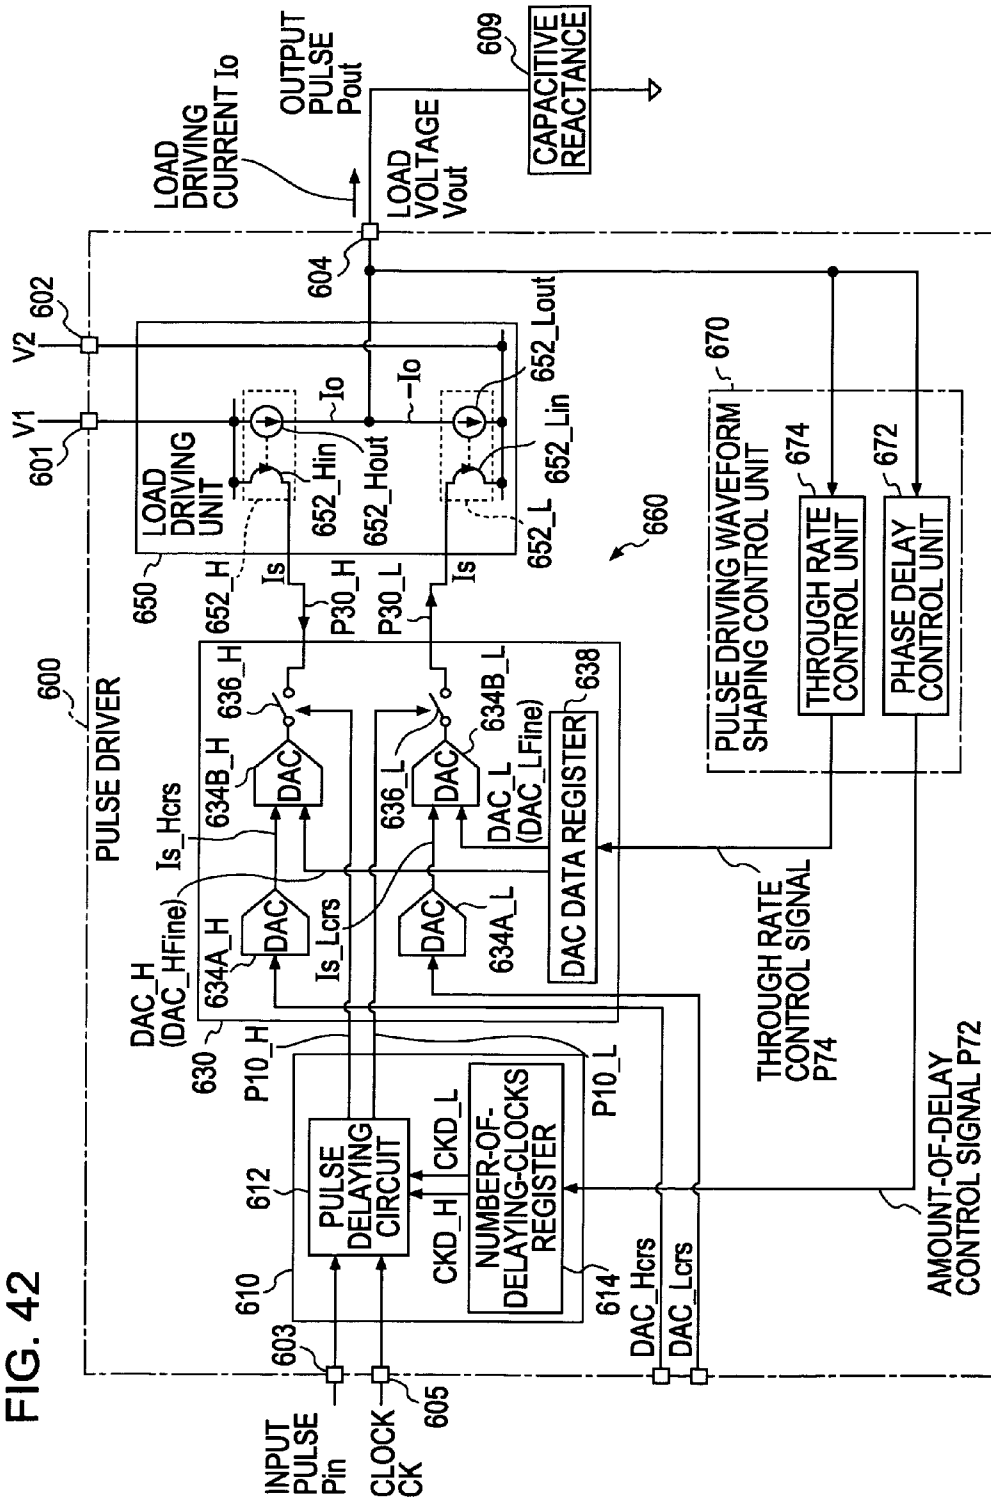 FIG. 42
600
PULSE DRIVER
INPUT
PULSE
Pin
603
CLOCK
CK
605
610
612
PULSE
DELAYING
CIRCUIT
CKD_H
CKD_L
NUMBER-OF-
DELAYING-CLOCKS
REGISTER
614
P10_H
P10_L
DAC_Hcrs
DAC_Lcrs
630
DAC_H
(DAC_HFine)
634A_H
DAC
Is_Hcrs
634B_H
DAC
636_H
Is_Lcrs
634A_L
DAC
636_L
DAC
634B_L
DAC_L
(DAC_LFine)
638
DAC DATA REGISTER
P30_H
P30_L
Is
Is
650
LOAD
DRIVING
UNIT
652_H
652_Hin
652_Hout
652_L
652_Lin
652_Lout
Io
-Io
V1
601
V2
602
604
LOAD
DRIVING
CURRENT Io
OUTPUT
PULSE
Pout
LOAD
VOLTAGE
Vout
609
CAPACITIVE
REACTANCE
660
670
PULSE DRIVING WAVEFORM
SHAPING CONTROL UNIT
674
THROUGH RATE
CONTROL UNIT
672
PHASE DELAY
CONTROL UNIT
THROUGH RATE
CONTROL SIGNAL
P74
AMOUNT-OF-DELAY
CONTROL SIGNAL P72